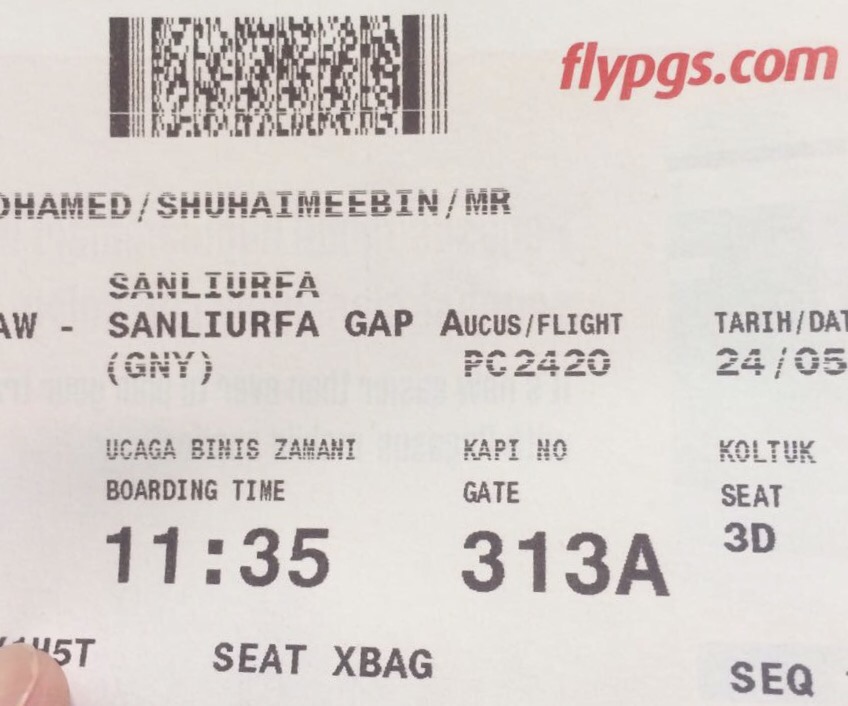 flypgs.com
OHAMED/SHUHAIMEEBIN/MR
SANLIURFA
AW - SANLIURFA GAP AUCUS/FLIGHT TARIH/DAT
(GNY) PC2420 24/05
UCAGA BINIS ZAMANI KAPI NO KOLTUK
BOARDING TIME GATE SEAT
11:35 313A 3D
5T SEAT XBAG SEQ